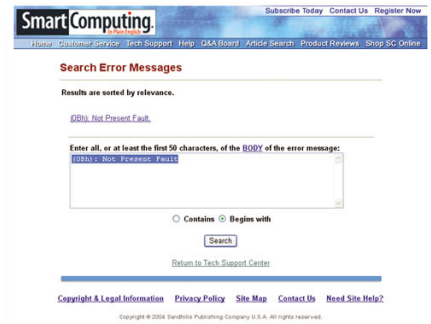 Subscribe Today Contact Us Register Now
Smart Computing.
In Plain English
Home Customer Service Tech Support Help Q&A Board Article Search Product Reviews Shop SC Online
Search Error Messages
Results are sorted by relevance.
(0Bh): Not Present Fault.
Enter all, or at least the first 50 characters, of the BODY of the error message:
(0Bh): Not Present Fault
Contains Begins with
Search
Return to Tech Support Center
Copyright & Legal Information Privacy Policy Site Map Contact Us Need Site Help?
Copyright © 2004 Sandhills Publishing Company U.S.A. All rights reserved.